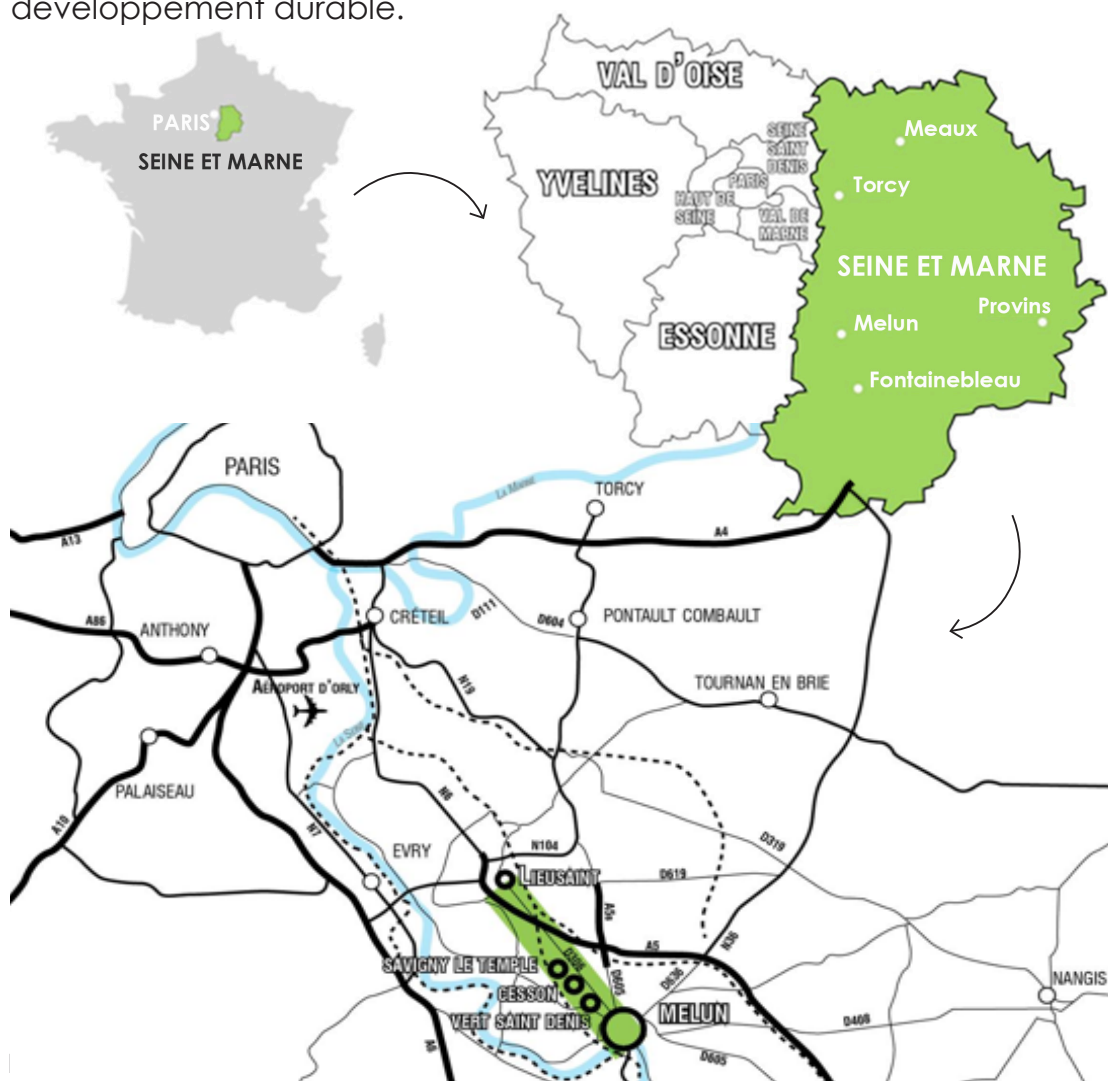 développement durable.
PARIS
SEINE ET MARNE
VAL D'OISE
YVELINES
SEINE
SAINT
DENIS
PARIS
HAUT DE
SEINE
VAL DE
MARNE
ESSONNE
Meaux
Torcy
SEINE ET MARNE
Provins
Melun
Fontainebleau
PARIS
La Marne
TORCY
A13
A4
A86
ANTHONY
CRÉTEIL
D111
D604
PONTAULT COMBAULT
AÉROPORT D'ORLY
N19
TOURNAN EN BRIE
La Seine
PALAISEAU
A10
N7
N6
EVRY
N104
D319
LIEUSAINT
D619
A5B
A5
N36
SAVIGNY LE TEMPLE
D306
CESSON
D605
D636
NANGIS
VERT SAINT DENIS
MELUN
D408
A6
D605